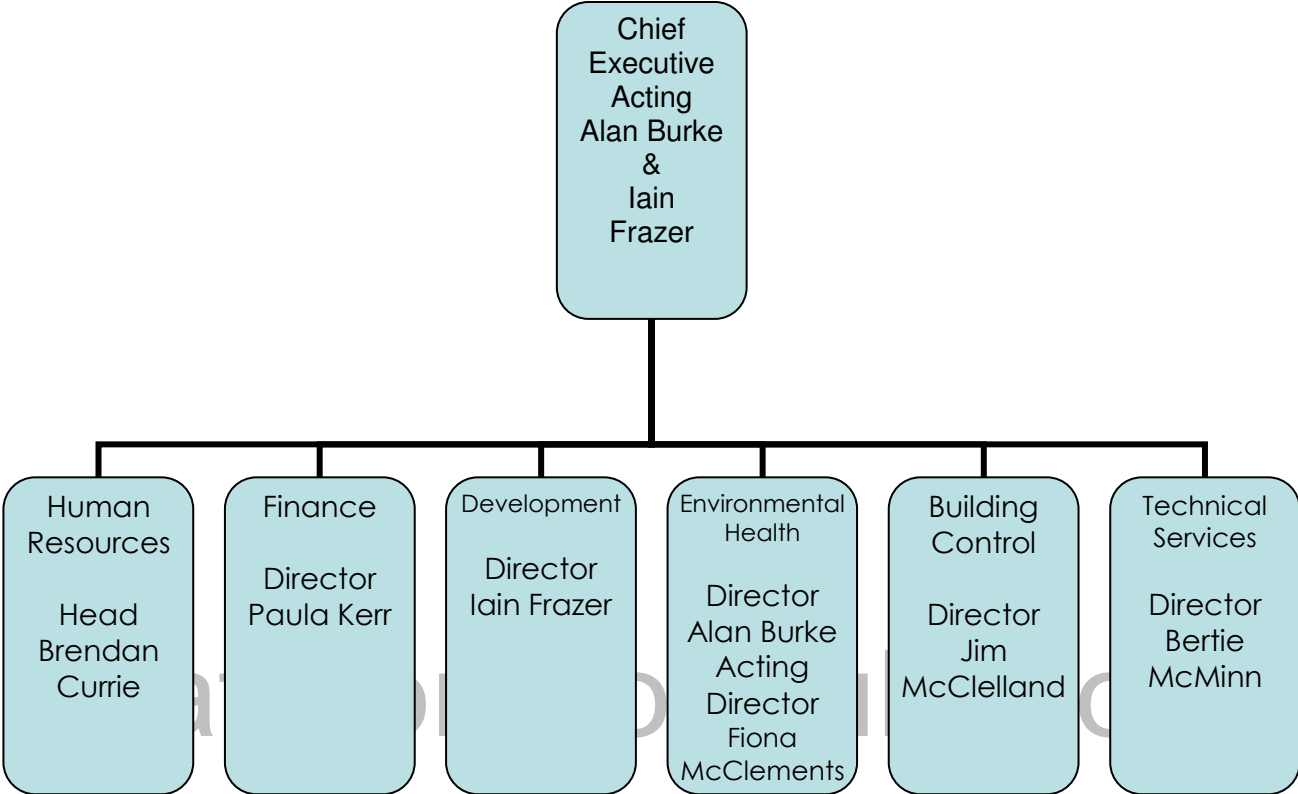 Chief
Executive
Acting
Alan Burke
&
Iain
Frazer
Human
Resources
Head
Brendan
Currie
Finance
Director
Paula Kerr
Development
Director
Iain Frazer
Environmental
Health
Director
Alan Burke
Acting
Director
Fiona
McClements
Building
Control
Director
Jim
McClelland
Technical
Services
Director
Bertie
McMinn